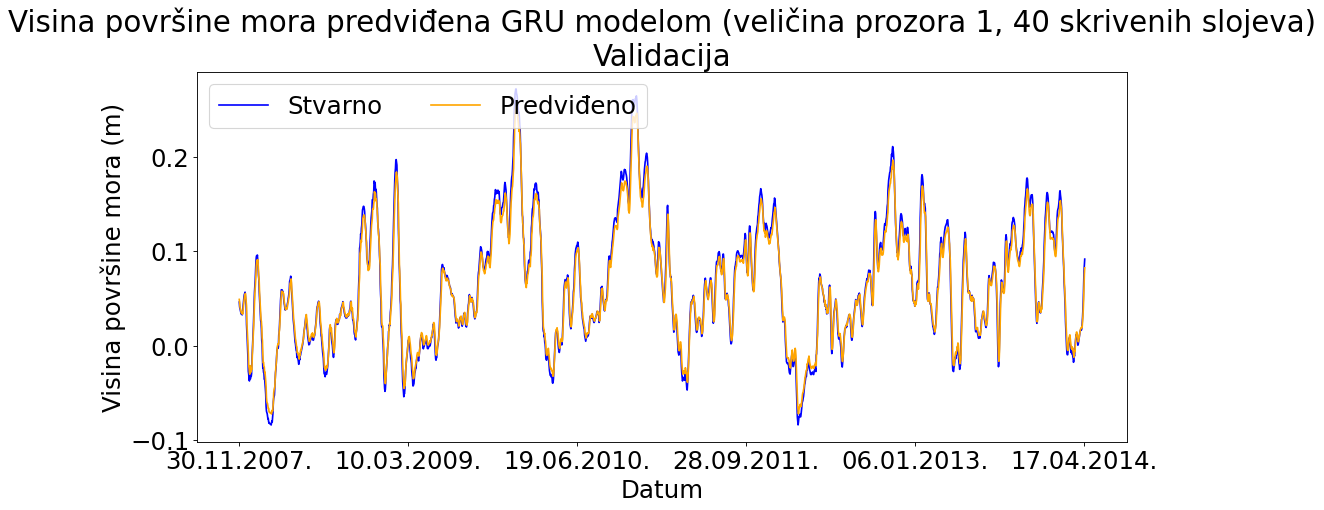 Visina površine mora predviđena GRU modelom (veličina prozora 1, 40 skrivenih slojeva)
Validacija
Stvarno Predviđeno
Visina površine mora (m)
0.2
0.1
0.0
−0.1
30.11.2007. 10.03.2009. 19.06.2010. 28.09.2011. 06.01.2013. 17.04.2014.
Datum